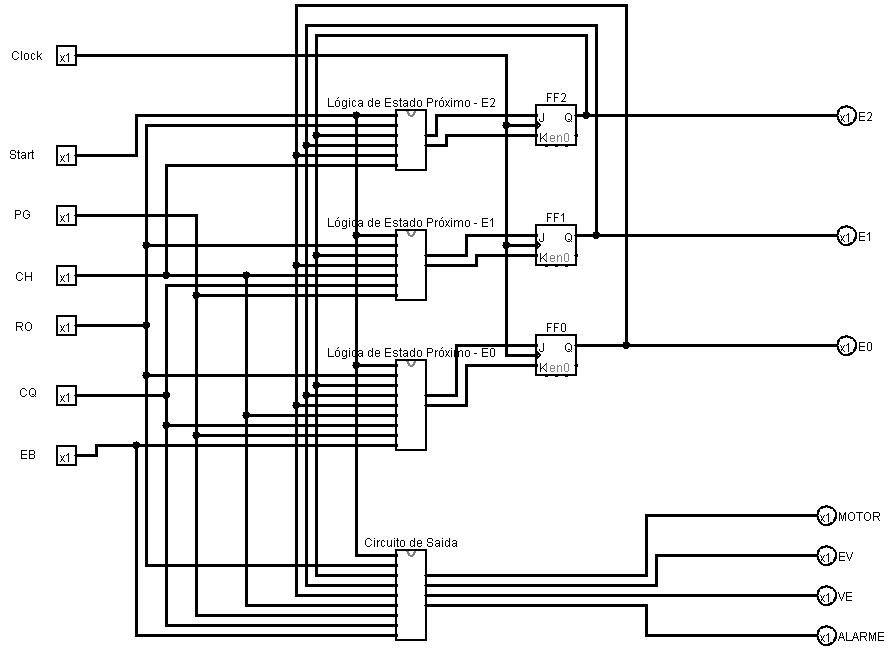 Clock x1
Lógica de Estado Próximo - E2
FF2
J Q
K en0
x1 E2
Start x1
PG x1
Lógica de Estado Próximo - E1
FF1
J Q
K en0
x1 E1
CH x1
RO x1
FF0
J Q
K en0
x1 E0
Lógica de Estado Próximo - E0
CQ x1
EB x1
Circuito de Saida
x1 MOTOR
x1 EV
x1 VE
x1 ALARME